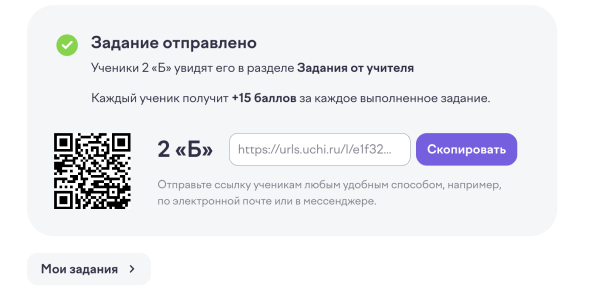 Задание отправлено
Ученики 2 «Б» увидят его в разделе Задания от учителя
Каждый ученик получит +15 баллов за каждое выполненное задание.
2 «Б»
https://urls.uchi.ru/l/e1f32...
Скопировать
Отправьте ссылку ученикам любым удобным способом, например,
по электронной почте или в мессенджере.
Мои задания